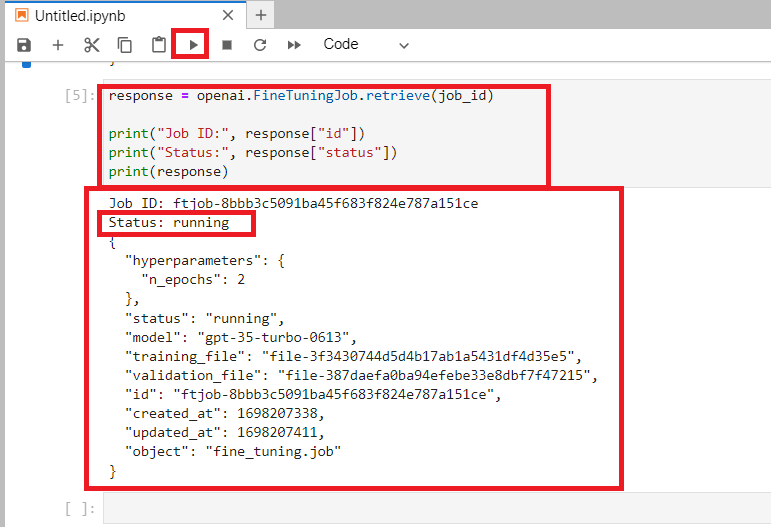 Untitled.ipynb
Code
[5]:
response = openai.FineTuningJob.retrieve(job_id)
print("Job ID:", response["id"])
print("Status:", response["status"])
print(response)
Job ID: ftjob-8bbb3c5091ba45f683f824e787a151ce
Status: running
{
  "hyperparameters": {
    "n_epochs": 2
  },
  "status": "running",
  "model": "gpt-35-turbo-0613",
  "training_file": "file-3f3430744d5d4b17ab1a5431df4d35e5",
  "validation_file": "file-387daefa0ba94efebe33e8dbf7f47215",
  "id": "ftjob-8bbb3c5091ba45f683f824e787a151ce",
  "created_at": 1698207338,
  "updated_at": 1698207411,
  "object": "fine_tuning.job"
}
[ ]: